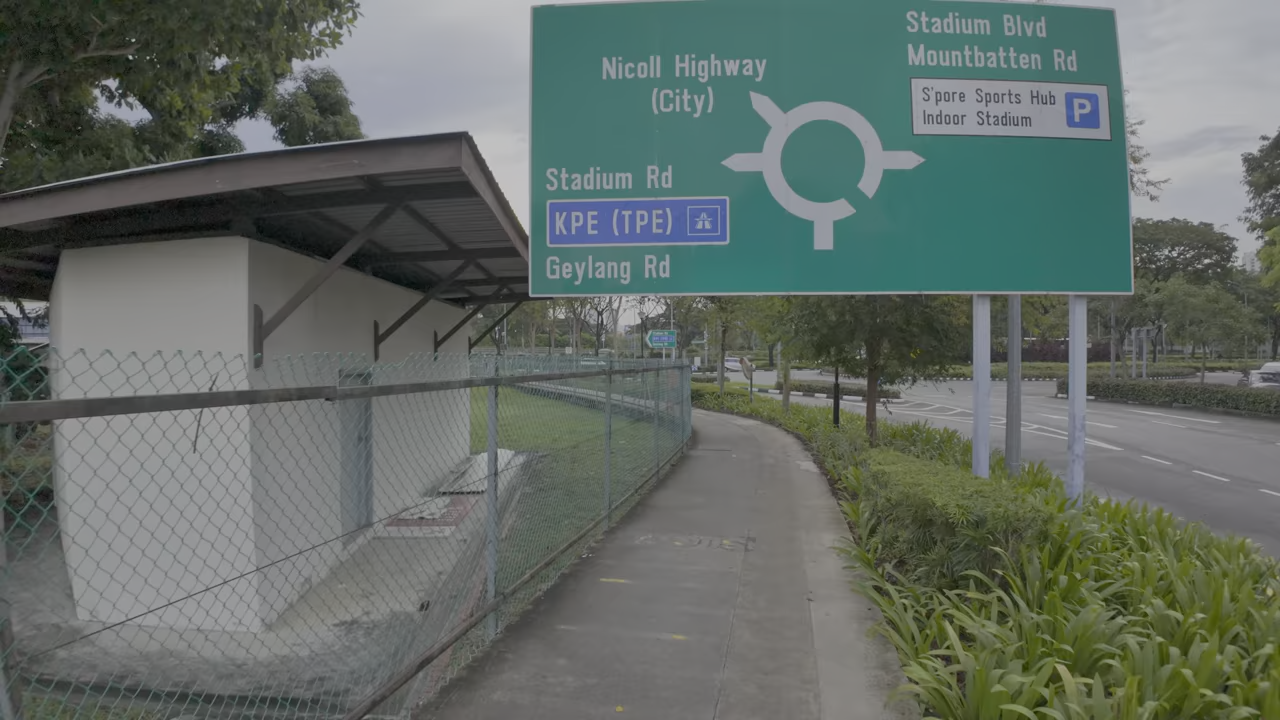 Stadium Blvd
Mountbatten Rd
S'pore Sports Hub
Indoor Stadium
P
Nicoll Highway
(City)
Stadium Rd
KPE (TPE)
Geylang Rd